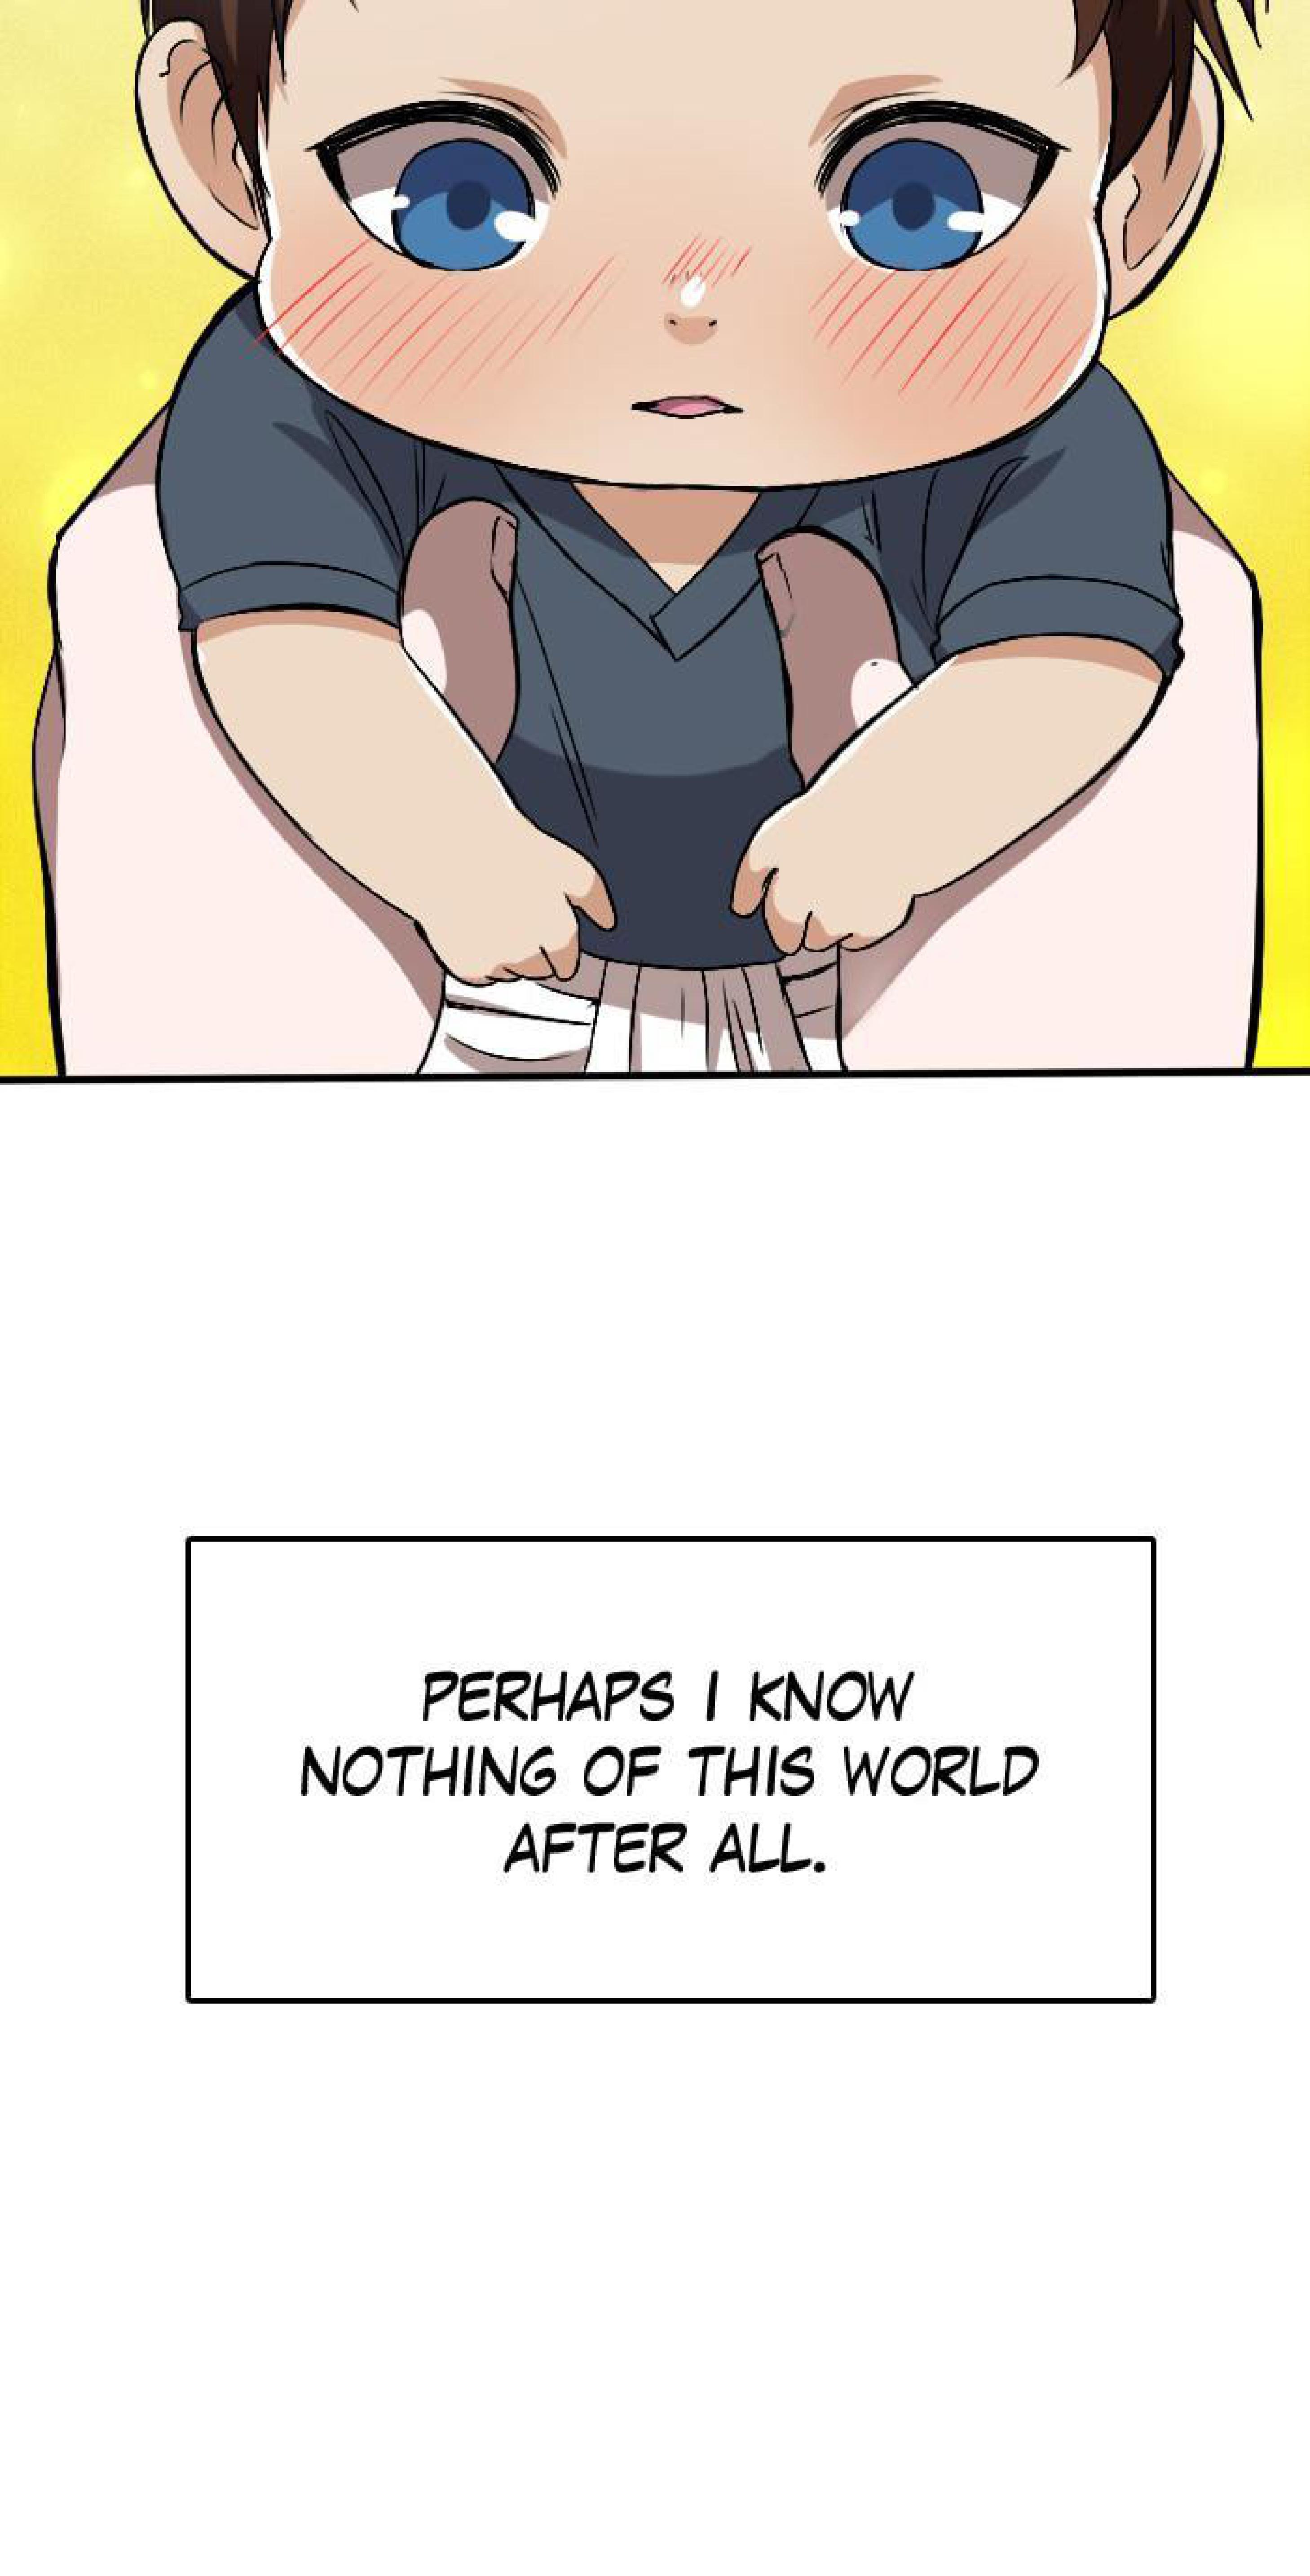 PERHAPS I KNOW
NOTHING OF THIS WORLD
AFTER ALL.